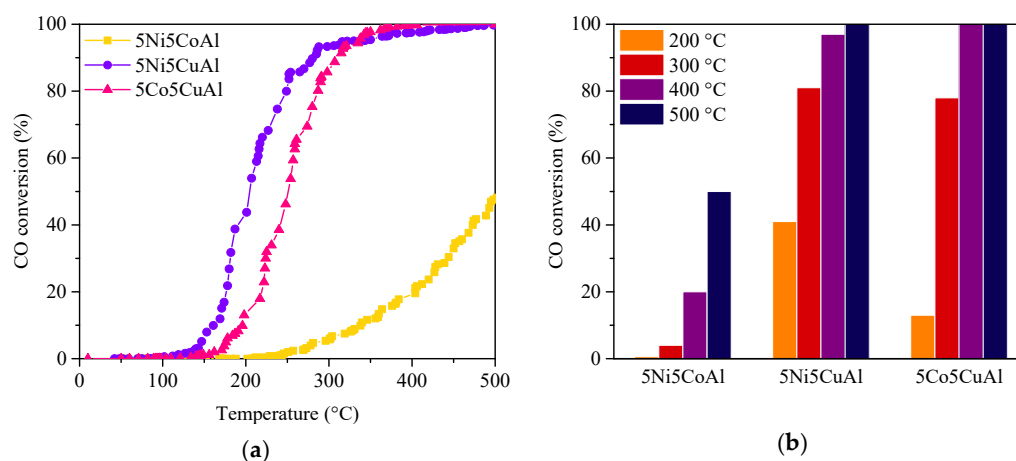 100
80
60
40
20
0
CO conversion (%)
5Ni5CoAl
5Ni5CuAl
5Co5CuAl
0 100 200 300 400 500
Temperature (°C)
(a)
100
80
60
40
20
0
CO conversion (%)
200 °C
300 °C
400 °C
500 °C
5Ni5CoAl 5Ni5CuAl 5Co5CuAl
(b)